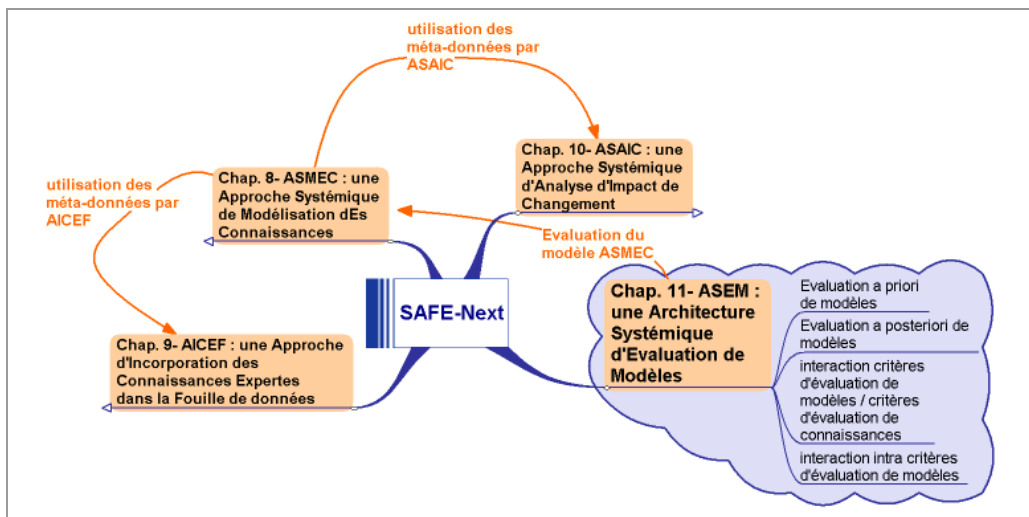 utilisation des
méta-données par
ASAIC
Chap. 10- ASAIC : une
Approche Systémique
d'Analyse d'Impact de
Changement
Chap. 8- ASMEC : une
Approche Systémique
de Modélisation dEs
Connaissances
utilisation des
méta-données par
AICEF
Evaluation du
modèle ASMEC
SAFE-Next
Chap. 11- ASEM :
une Architecture
Systémique
d'Evaluation de
Modèles
Evaluation a priori
de modèles
Evaluation a posteriori de
modèles
interaction critères
d'évaluation de
modèles / critères
d'évaluation de
connaissances
interaction intra critères
d'évaluation de modèles
Chap. 9- AICEF : une Approche
d'Incorporation des
Connaissances Expertes
dans la Fouille de données